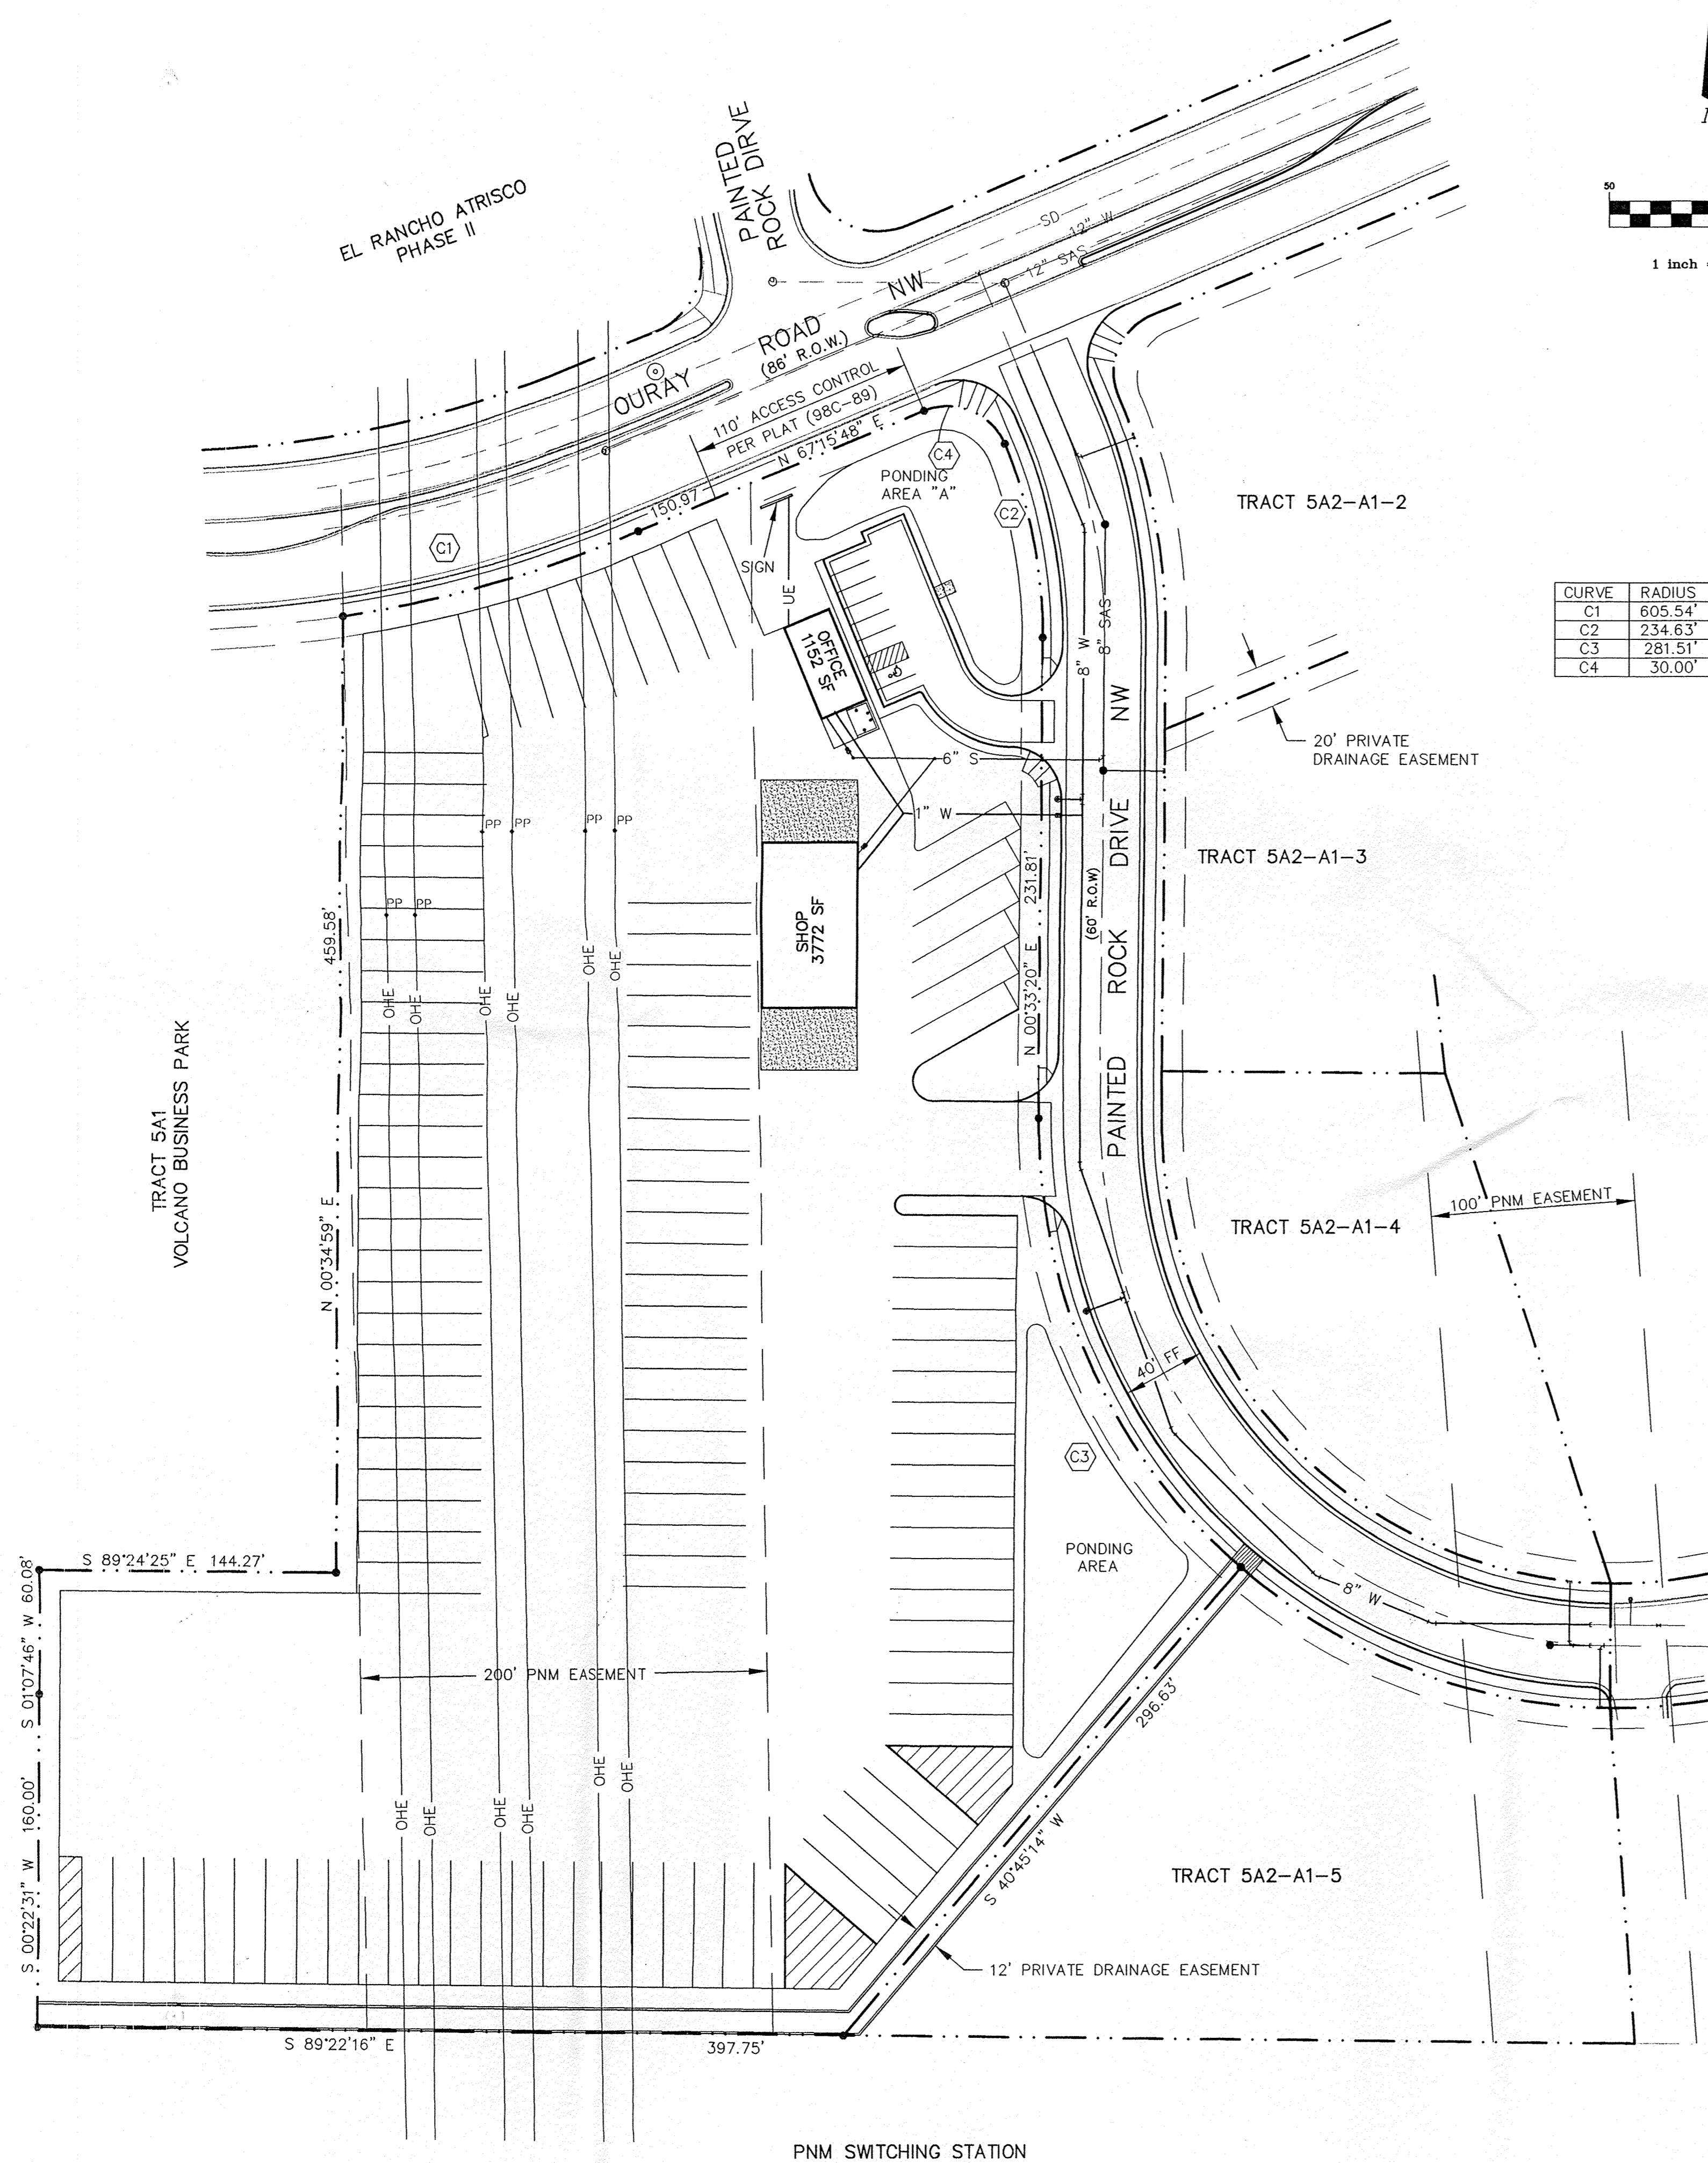 EL RANCHO ATRISCO
PHASE II
PAINTED
ROCK DIRVE
50
1 inch
SD
12" W
12" SAS
OURAY ROAD NW
(86' R.O.W.)
110' ACCESS CONTROL
PER PLAT (98C-89)
N 67°15'48" E
150.97
C4
PONDING
AREA "A"
C2
C1
SIGN
UE
OFFICE
1152 SF
TRACT 5A2-A1-2
CURVE RADIUS
C1 605.54'
C2 234.63'
C3 281.51'
C4 30.00'
8" W
8" SAS
20' PRIVATE
DRAINAGE EASEMENT
6" S
1" W
PP
PP
PP
PP
PP
PP
SHOP
3772 SF
459.58'
N 00°34'59" E
OHE
OHE
OHE
OHE
OHE
OHE
N 00°33'20" E 231.81'
(60' R.O.W)
PAINTED ROCK DRIVE NW
TRACT 5A2-A1-3
TRACT 5A1
VOLCANO BUSINESS PARK
TRACT 5A2-A1-4
100' PNM EASEMENT
40' FF
C3
PONDING
AREA
8" W
S 89°24'25" E 144.27'
S 01°07'46" W 60.08'
S 00°22'31" W 160.00'
200' PNM EASEMENT
296.63'
S 40°45'14" W
OHE
OHE
OHE
OHE
OHE
OHE
TRACT 5A2-A1-5
12' PRIVATE DRAINAGE EASEMENT
S 89°22'16" E
397.75'
PNM SWITCHING STATION